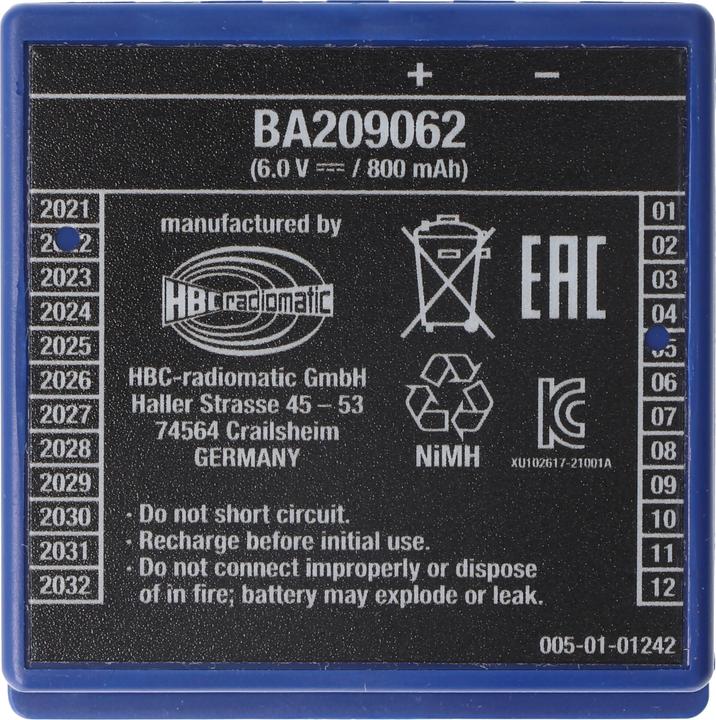 + −
BA209062
(6.0 V ⎓ / 800 mAh)
2021
2022
2023
2024
2025
2026
2027
2028
2029
2030
2031
2032
manufactured by
HBC radiomatic
HBC-radiomatic GmbH
Haller Strasse 45 – 53
74564 Crailsheim
GERMANY
EAC
NiMH
KC
XU102617-21001A
01
02
03
04
05
06
07
08
09
10
11
12
· Do not short circuit.
· Recharge before initial use.
· Do not connect improperly or dispose
of in fire; battery may explode or leak.
005-01-01242